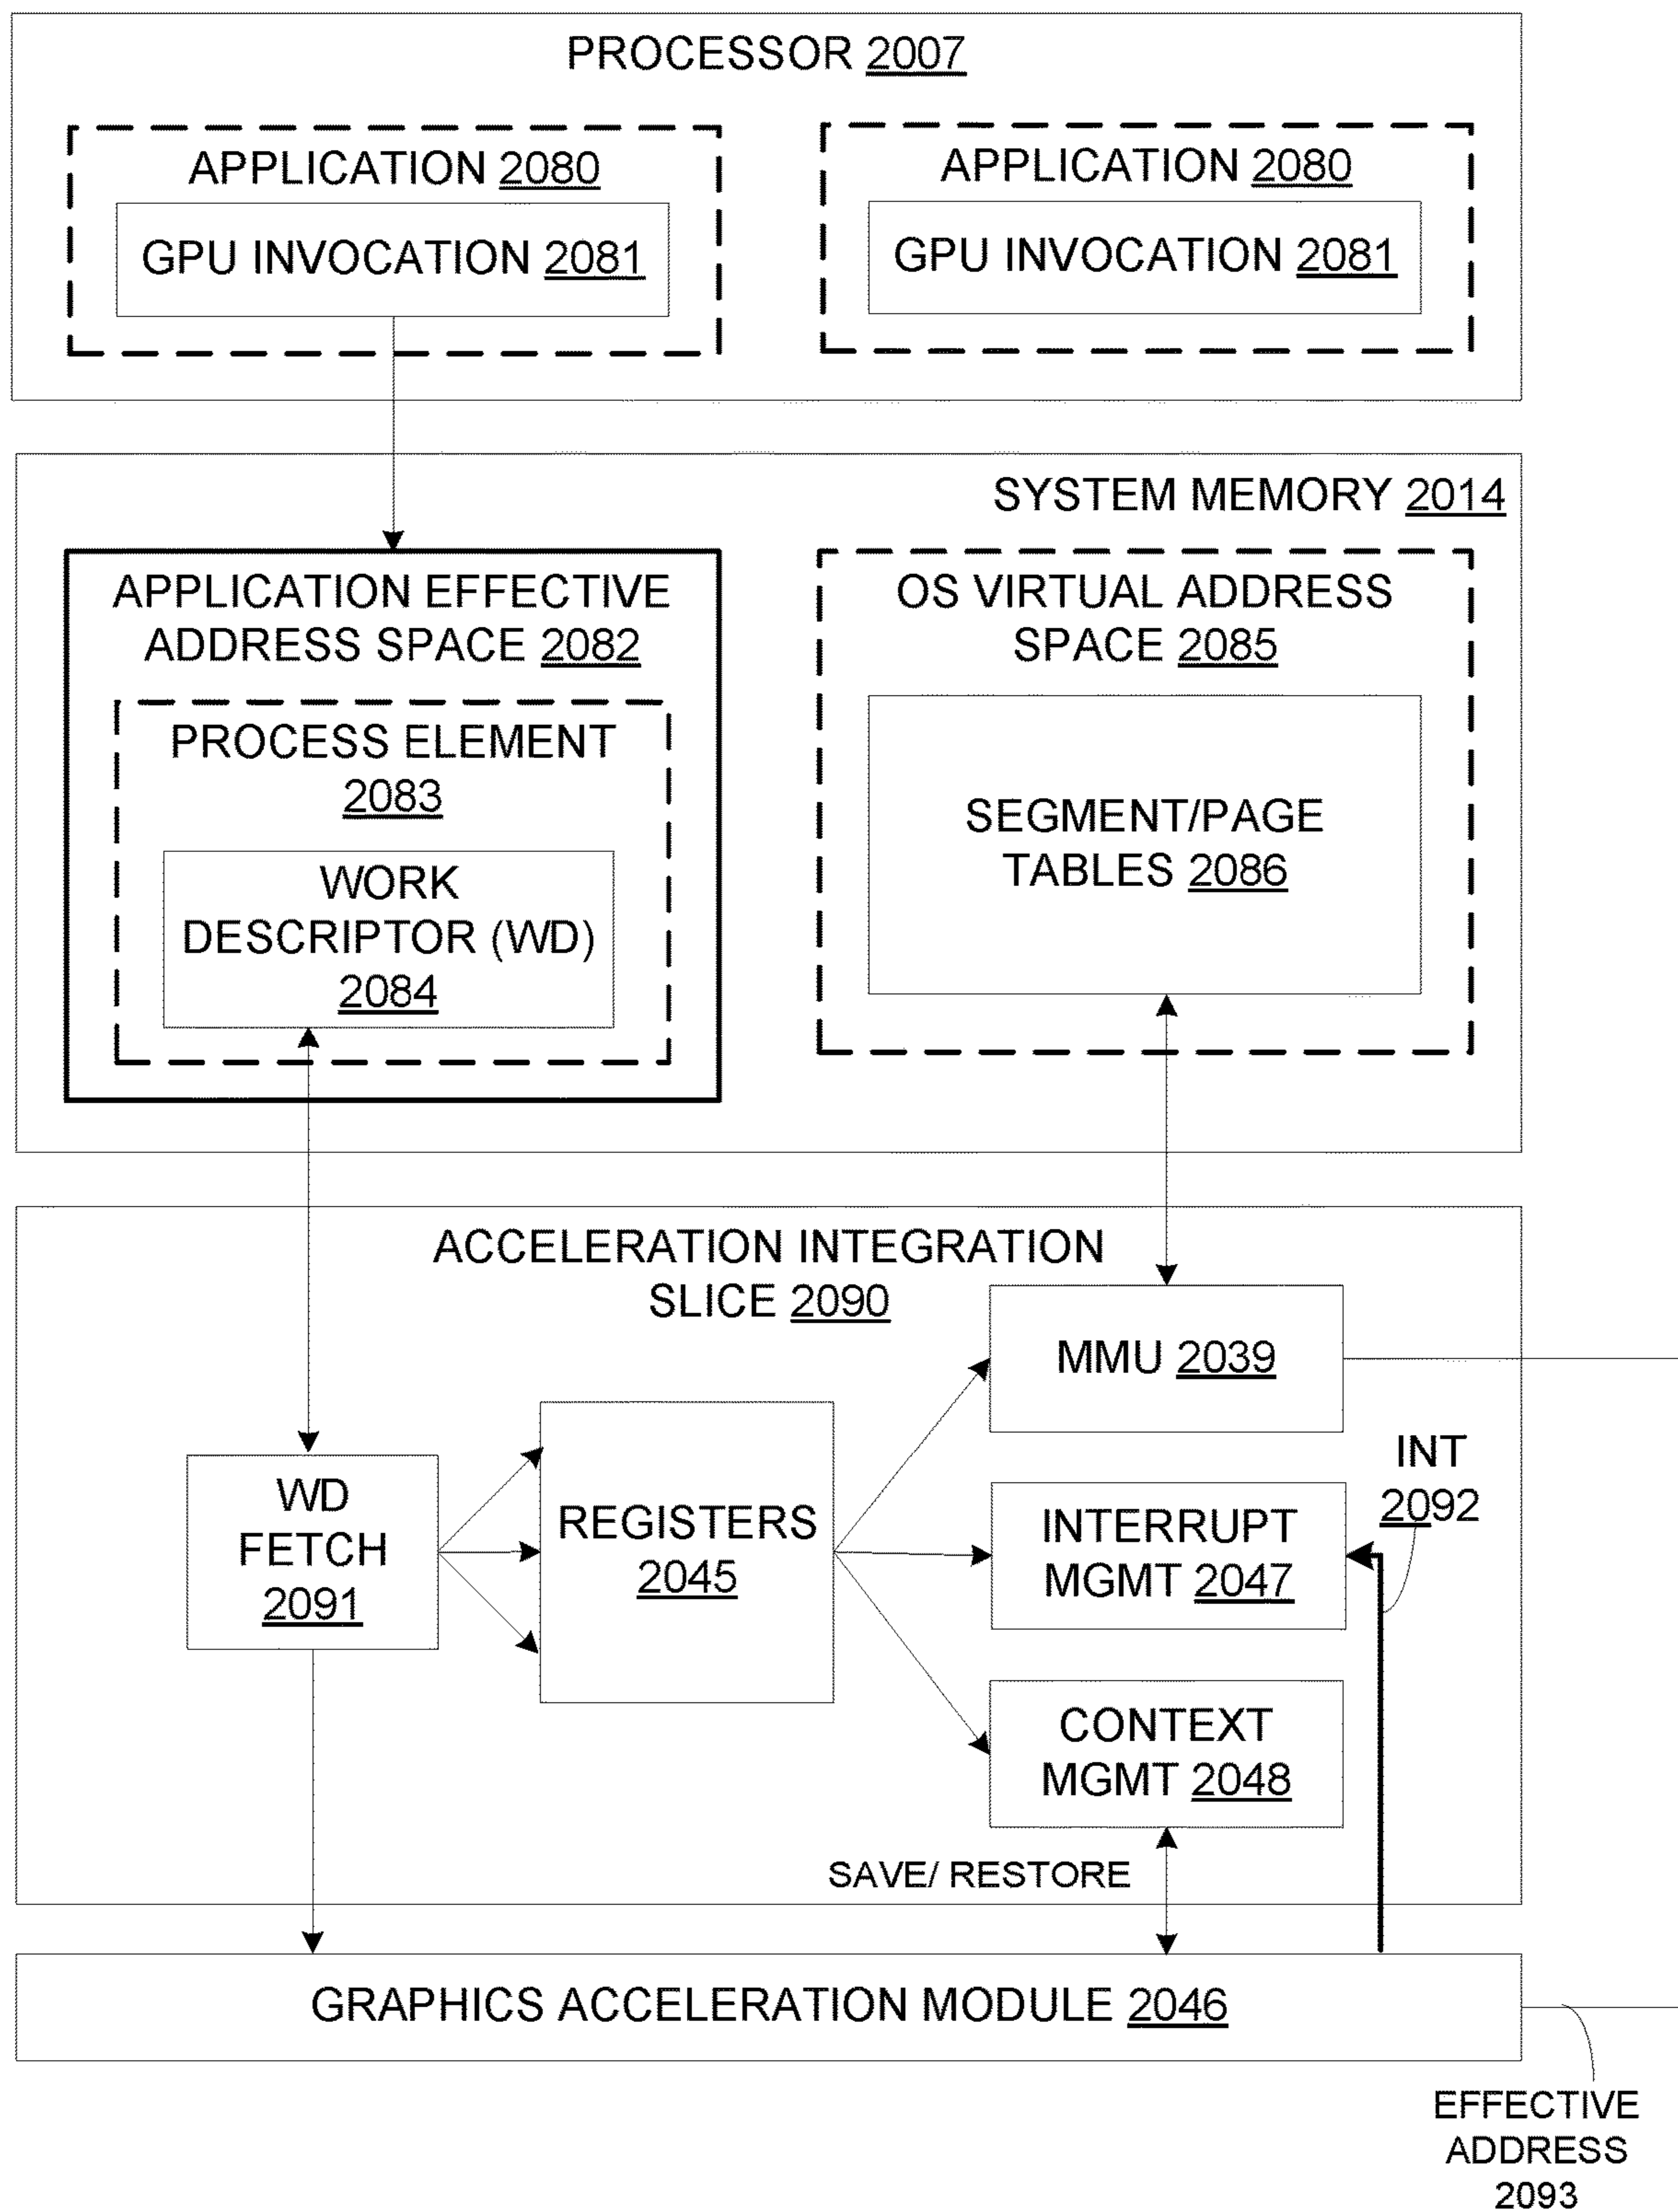 PROCESSOR 2007
APPLICATION 2080
GPU INVOCATION 2081
APPLICATION 2080
GPU INVOCATION 2081
SYSTEM MEMORY 2014
APPLICATION EFFECTIVE
ADDRESS SPACE 2082
PROCESS ELEMENT
2083
WORK
DESCRIPTOR (WD)
2084
OS VIRTUAL ADDRESS
SPACE 2085
SEGMENT/PAGE
TABLES 2086
ACCELERATION INTEGRATION
SLICE 2090
MMU 2039
INT
2092
WD
FETCH
2091
REGISTERS
2045
INTERRUPT
MGMT 2047
CONTEXT
MGMT 2048
SAVE/ RESTORE
GRAPHICS ACCELERATION MODULE 2046
EFFECTIVE
ADDRESS
2093